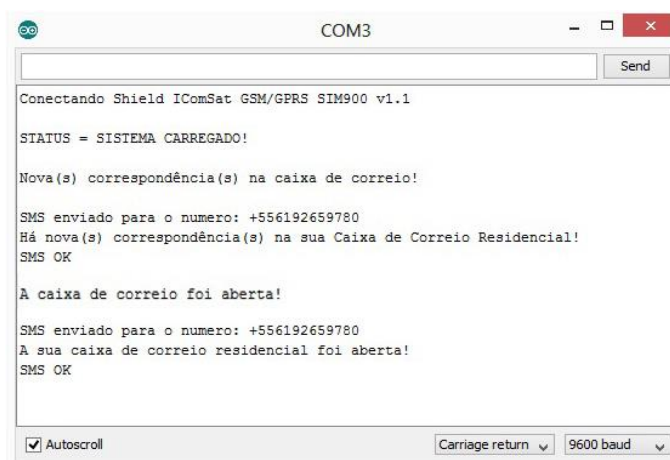 COM3
Send
Conectando Shield IComSat GSM/GPRS SIM900 v1.1
STATUS = SISTEMA CARREGADO!
Nova(s) correspondência(s) na caixa de correio!
SMS enviado para o numero: +556192659780
Há nova(s) correspondência(s) na sua Caixa de Correio Residencial!
SMS OK
A caixa de correio foi aberta!
SMS enviado para o numero: +556192659780
A sua caixa de correio residencial foi aberta!
SMS OK
Autoscroll
Carriage return
9600 baud